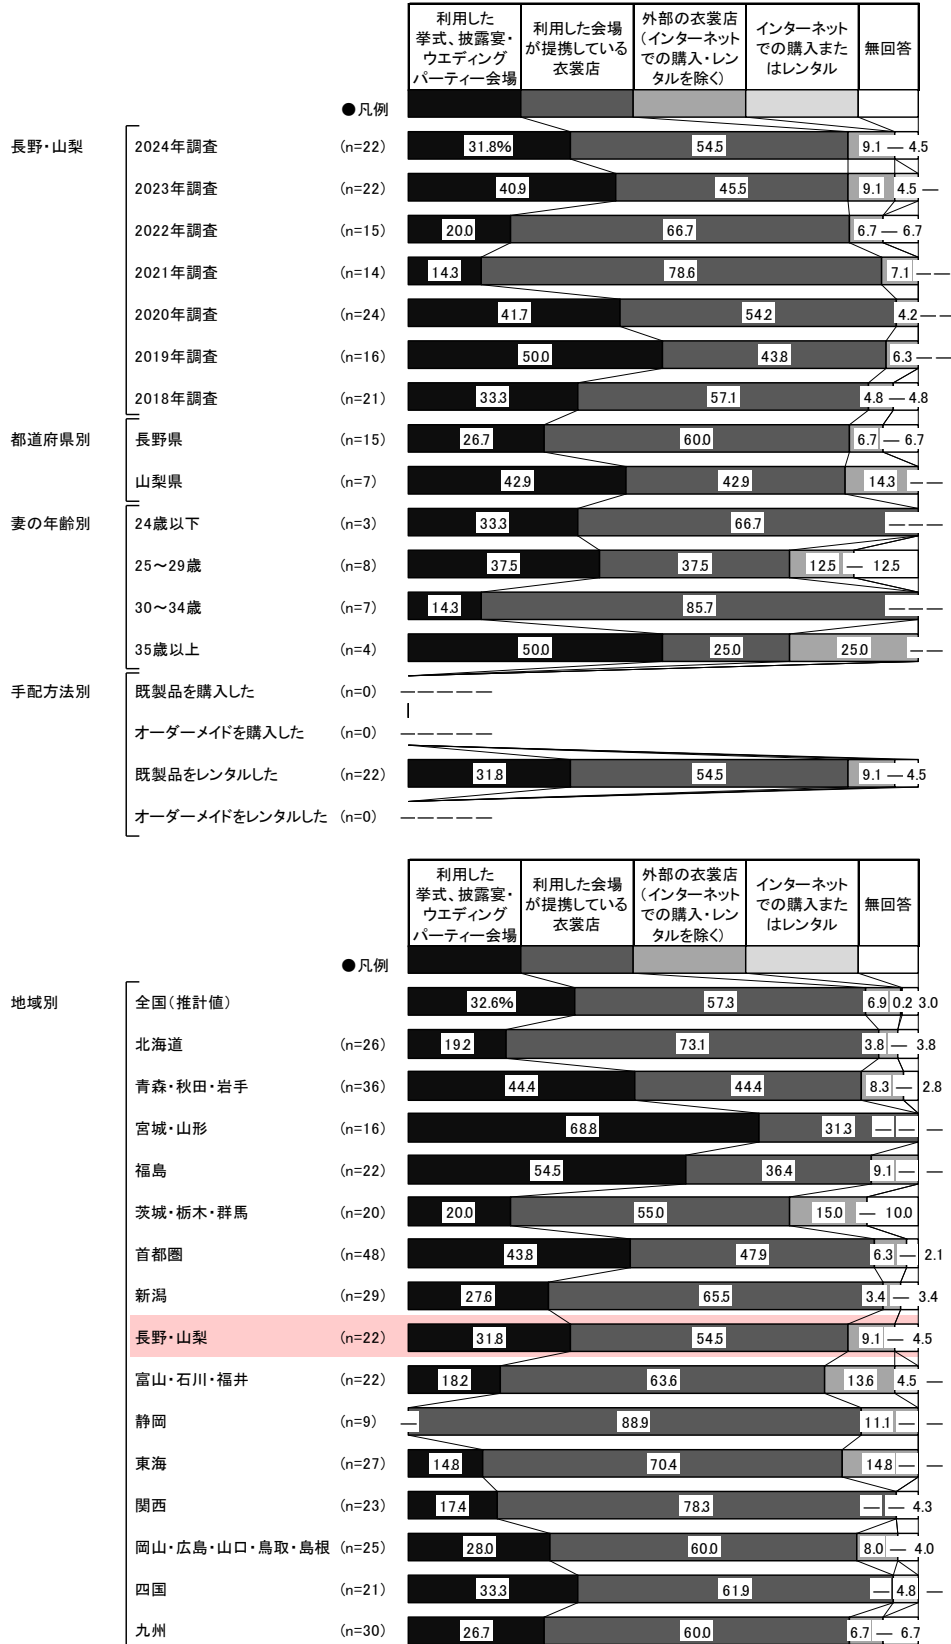 利用した
挙式、披露宴・
ウエディング
パーティー会場
利用した会場
が提携している
衣裳店
外部の衣裳店
(インターネット
での購入・レン
タルを除く)
インターネット
での購入また
はレンタル
無回答
●凡例
長野・山梨 2024年調査 (n=22) 31.8% 54.5 9.1 — 4.5
2023年調査 (n=22) 40.9 45.5 9.1 4.5 —
2022年調査 (n=15) 20.0 66.7 6.7 — 6.7
2021年調査 (n=14) 14.3 78.6 7.1 — —
2020年調査 (n=24) 41.7 54.2 4.2 — —
2019年調査 (n=16) 50.0 43.8 6.3 — —
2018年調査 (n=21) 33.3 57.1 4.8 — 4.8
都道府県別 長野県 (n=15) 26.7 60.0 6.7 — 6.7
山梨県 (n=7) 42.9 42.9 14.3 — —
妻の年齢別 24歳以下 (n=3) 33.3 66.7 — — —
25～29歳 (n=8) 37.5 37.5 12.5 — 12.5
30～34歳 (n=7) 14.3 85.7 — — —
35歳以上 (n=4) 50.0 25.0 25.0 — —
手配方法別 既製品を購入した (n=0) — — — — —
オーダーメイドを購入した (n=0) — — — — —
既製品をレンタルした (n=22) 31.8 54.5 9.1 — 4.5
オーダーメイドをレンタルした (n=0) — — — — —
利用した
挙式、披露宴・
ウエディング
パーティー会場
利用した会場
が提携している
衣裳店
外部の衣裳店
(インターネット
での購入・レン
タルを除く)
インターネット
での購入また
はレンタル
無回答
●凡例
地域別 全国(推計値) 32.6% 57.3 6.9 0.2 3.0
北海道 (n=26) 19.2 73.1 3.8 — 3.8
青森・秋田・岩手 (n=36) 44.4 44.4 8.3 — 2.8
宮城・山形 (n=16) 68.8 31.3 — — —
福島 (n=22) 54.5 36.4 9.1 — —
茨城・栃木・群馬 (n=20) 20.0 55.0 15.0 — 10.0
首都圏 (n=48) 43.8 47.9 6.3 — 2.1
新潟 (n=29) 27.6 65.5 3.4 — 3.4
長野・山梨 (n=22) 31.8 54.5 9.1 — 4.5
富山・石川・福井 (n=22) 18.2 63.6 13.6 4.5 —
静岡 (n=9) — 88.9 11.1 — —
東海 (n=27) 14.8 70.4 14.8 — —
関西 (n=23) 17.4 78.3 — — 4.3
岡山・広島・山口・鳥取・島根 (n=25) 28.0 60.0 8.0 — 4.0
四国 (n=21) 33.3 61.9 — 4.8 —
九州 (n=30) 26.7 60.0 6.7 — 6.7